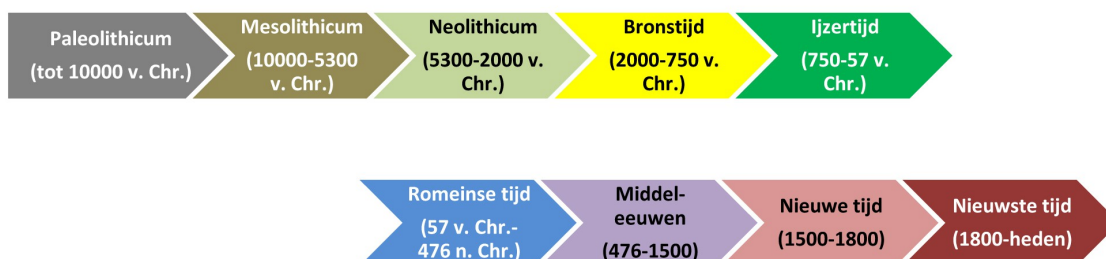 Paleolithicum
(tot 10000 v. Chr.)
Mesolithicum
(10000-5300
v. Chr.)
Neolithicum
(5300-2000 v.
Chr.)
Bronstijd
(2000-750 v.
Chr.)
Ijzertijd
(750-57 v.
Chr.)
Romeinse tijd
(57 v. Chr.-
476 n. Chr.)
Middel-
eeuwen
(476-1500)
Nieuwe tijd
(1500-1800)
Nieuwste tijd
(1800-heden)